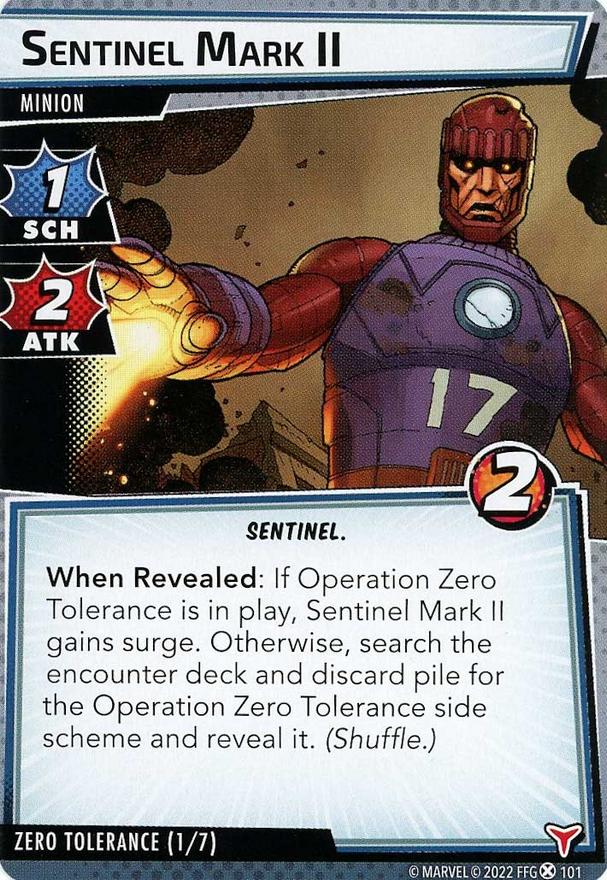 SENTINEL MARK II
MINION
1
SCH
2
ATK
17
2
SENTINEL.
When Revealed: If Operation Zero
Tolerance is in play, Sentinel Mark II
gains surge. Otherwise, search the
encounter deck and discard pile for
the Operation Zero Tolerance side
scheme and reveal it. (Shuffle.)
ZERO TOLERANCE (1/7)
© MARVEL © 2022 FFG 101